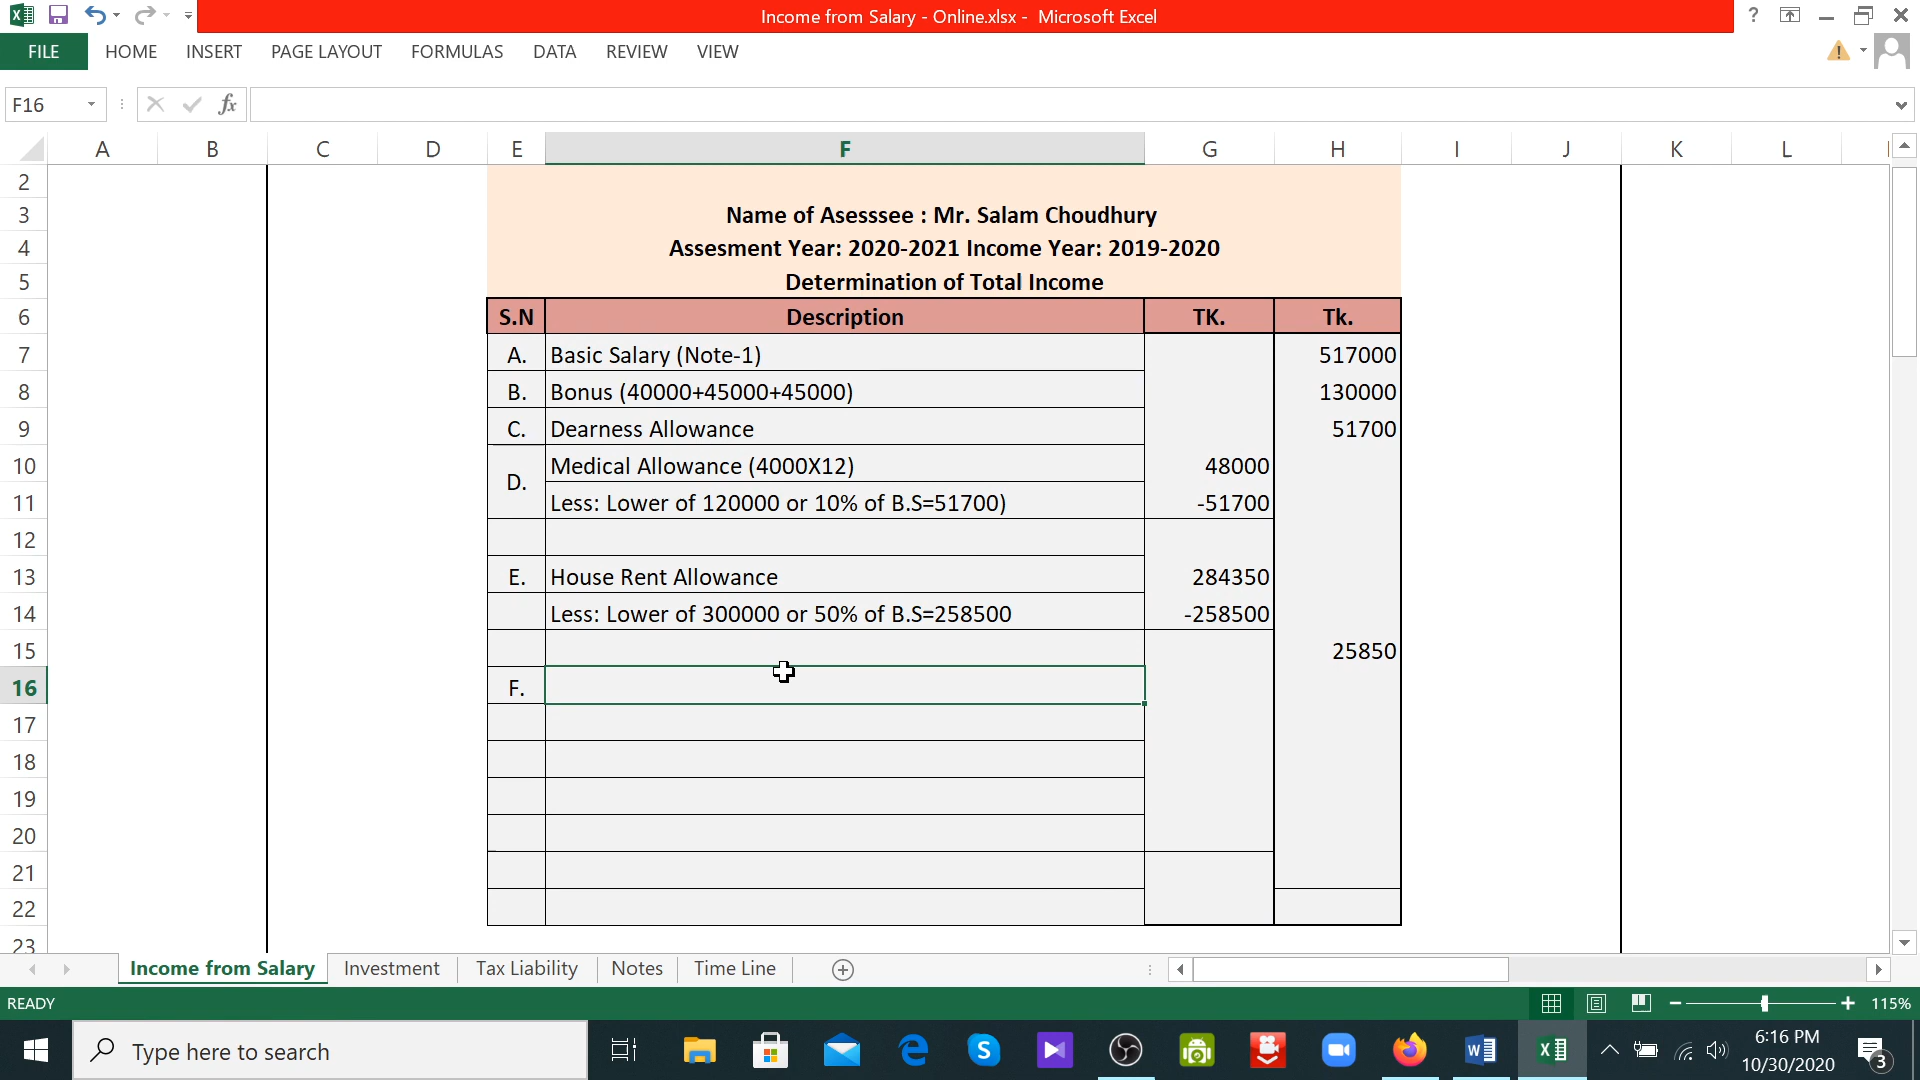 Income from Salary - Online.xlsx - Microsoft Excel
?
FILE HOME INSERT PAGE LAYOUT FORMULAS DATA REVIEW VIEW
F16 fx
A B C D E F G H I J K L
2
3 Name of Asesssee : Mr. Salam Choudhury
4 Assesment Year: 2020-2021 Income Year: 2019-2020
5 Determination of Total Income
6 S.N Description TK. Tk.
7 A. Basic Salary (Note-1) 517000
8 B. Bonus (40000+45000+45000) 130000
9 C. Dearness Allowance 51700
10 Medical Allowance (4000X12) 48000
D.
11 Less: Lower of 120000 or 10% of B.S=51700) -51700
12
13 E. House Rent Allowance 284350
14 Less: Lower of 300000 or 50% of B.S=258500 -258500
15 25850
16 F.
17
18
19
20
21
22
23
Income from Salary Investment Tax Liability Notes Time Line
READY 115%
Type here to search
6:16 PM
10/30/2020
3